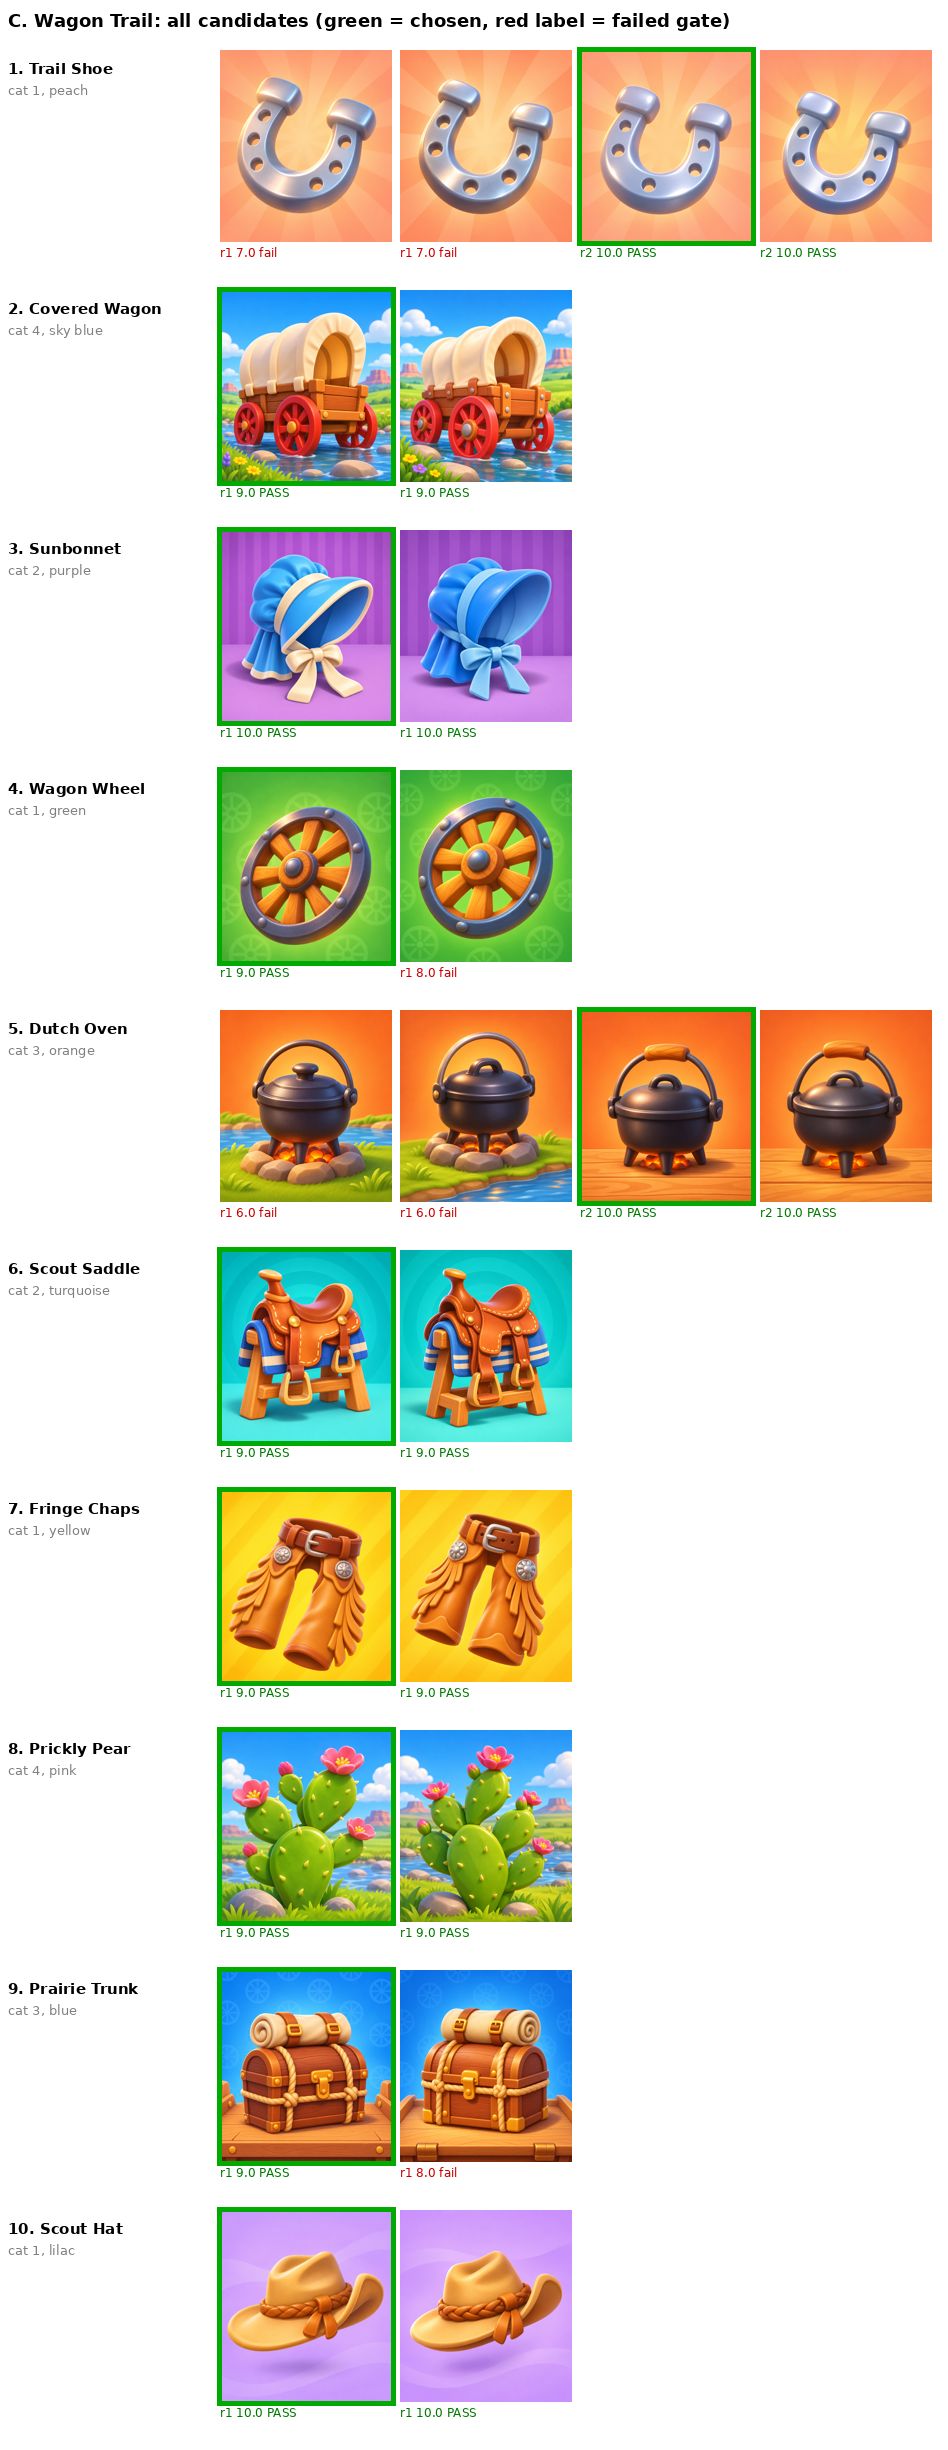 C. Wagon Trail: all candidates (green = chosen, red label = failed gate)
1. Trail Shoe
cat 1, peach
r1 7.0 fail
r1 7.0 fail
r2 10.0 PASS
r2 10.0 PASS
2. Covered Wagon
cat 4, sky blue
r1 9.0 PASS
r1 9.0 PASS
3. Sunbonnet
cat 2, purple
r1 10.0 PASS
r1 10.0 PASS
4. Wagon Wheel
cat 1, green
r1 9.0 PASS
r1 8.0 fail
5. Dutch Oven
cat 3, orange
r1 6.0 fail
r1 6.0 fail
r2 10.0 PASS
r2 10.0 PASS
6. Scout Saddle
cat 2, turquoise
r1 9.0 PASS
r1 9.0 PASS
7. Fringe Chaps
cat 1, yellow
r1 9.0 PASS
r1 9.0 PASS
8. Prickly Pear
cat 4, pink
r1 9.0 PASS
r1 9.0 PASS
9. Prairie Trunk
cat 3, blue
r1 9.0 PASS
r1 8.0 fail
10. Scout Hat
cat 1, lilac
r1 10.0 PASS
r1 10.0 PASS